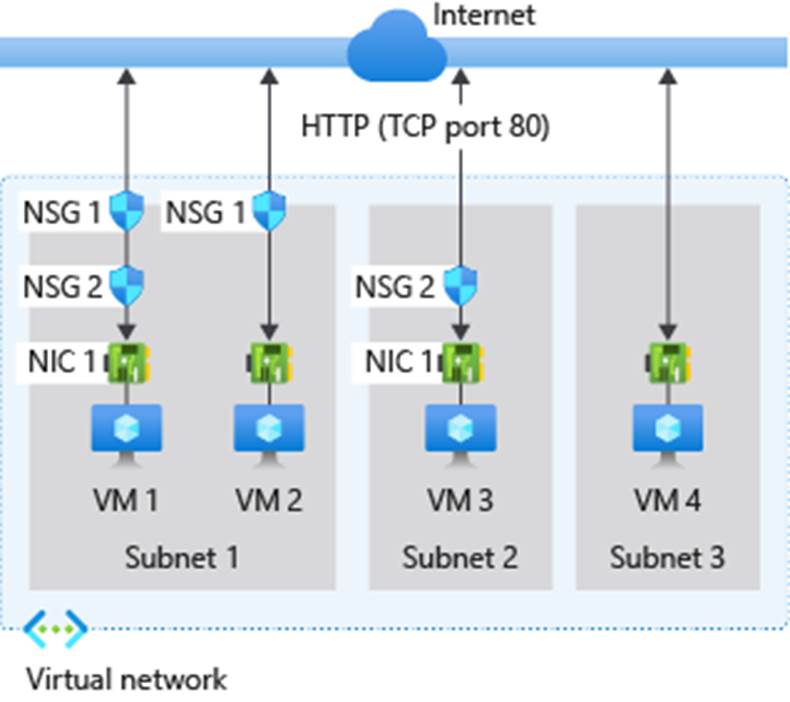 Internet
HTTP (TCP port 80)
NSG 1
NSG 1
NSG 2
NSG 2
NIC 1
NIC 1
VM 1
VM 2
VM 3
VM 4
Subnet 1
Subnet 2
Subnet 3
Virtual network